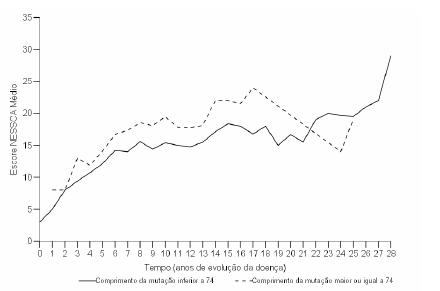 35
30
25
20
15
10
5
0
Escore NESSCA Médio
0 1 2 3 4 5 6 7 8 9 10 11 12 13 14 15 16 17 18 19 20 21 22 23 24 25 26 27 28
Tempo (anos de evolução da doença)
Comprimento da mutação inferior a 74 Comprimento da mutação maior ou igual a 74